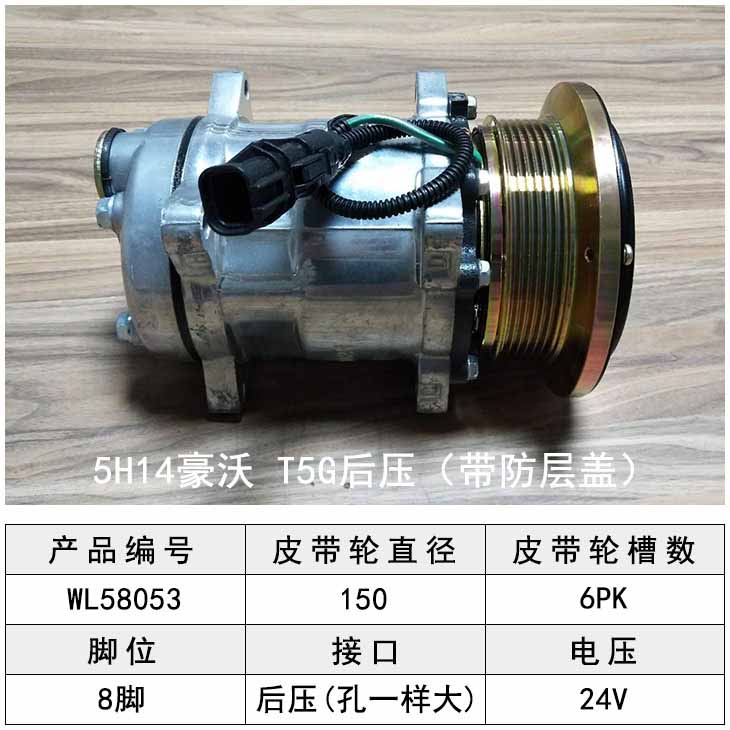 5H14豪沃 T5G后压（带防层盖）
产品编号 皮带轮直径 皮带轮槽数
WL58053 150 6PK
脚位 接口 电压
8脚 后压(孔一样大) 24V